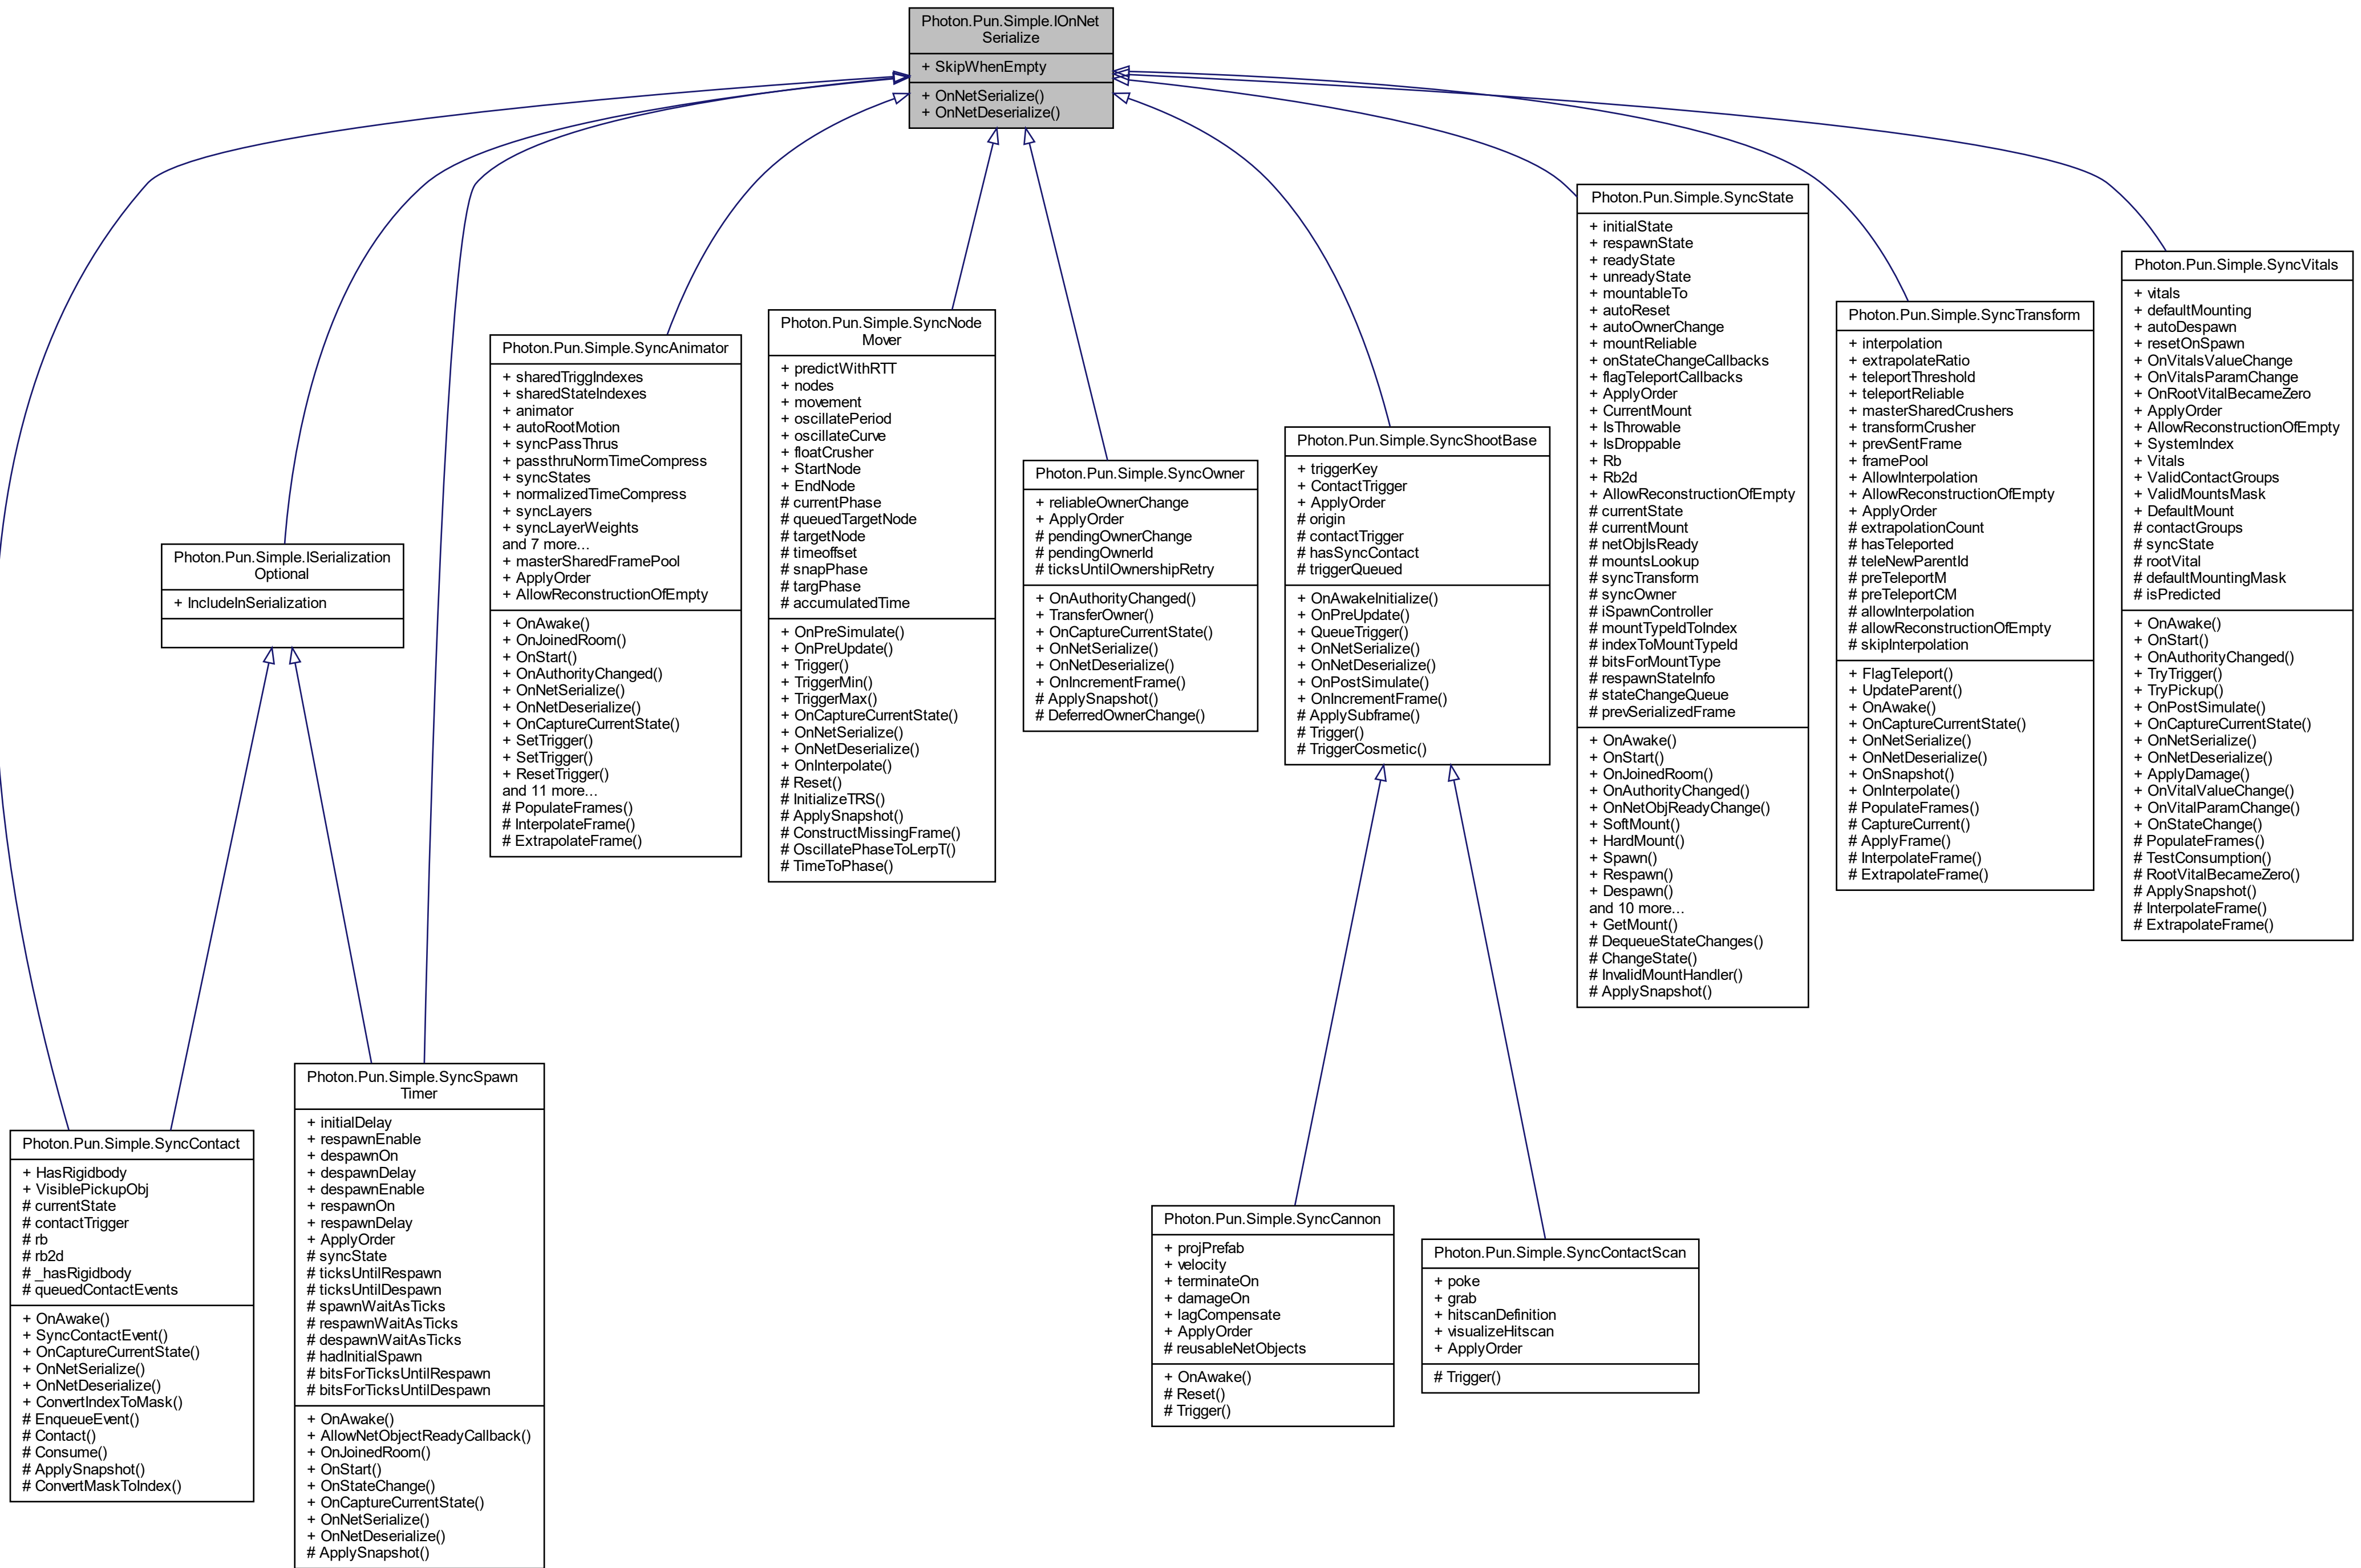 Photon.Pun.Simple.IOnNet
Serialize
+ SkipWhenEmpty
+ OnNetSerialize()
+ OnNetDeserialize()
Photon.Pun.Simple.ISerialization
Optional
+ IncludeInSerialization
Photon.Pun.Simple.SyncContact
+ HasRigidbody
+ VisiblePickupObj
# currentState
# contactTrigger
# rb
# rb2d
# _hasRigidbody
# queuedContactEvents
+ OnAwake()
+ SyncContactEvent()
+ OnCaptureCurrentState()
+ OnNetSerialize()
+ OnNetDeserialize()
+ ConvertIndexToMask()
# EnqueueEvent()
# Contact()
# Consume()
# ApplySnapshot()
# ConvertMaskToIndex()
Photon.Pun.Simple.SyncSpawn
Timer
+ initialDelay
+ respawnEnable
+ despawnOn
+ despawnDelay
+ despawnEnable
+ respawnOn
+ respawnDelay
+ ApplyOrder
# syncState
# ticksUntilRespawn
# ticksUntilDespawn
# spawnWaitAsTicks
# respawnWaitAsTicks
# despawnWaitAsTicks
# hadInitialSpawn
# bitsForTicksUntilRespawn
# bitsForTicksUntilDespawn
+ OnAwake()
+ AllowNetObjectReadyCallback()
+ OnJoinedRoom()
+ OnStart()
+ OnStateChange()
+ OnCaptureCurrentState()
+ OnNetSerialize()
+ OnNetDeserialize()
# ApplySnapshot()
Photon.Pun.Simple.SyncAnimator
+ sharedTriggIndexes
+ sharedStateIndexes
+ animator
+ autoRootMotion
+ syncPassThrus
+ passthruNormTimeCompress
+ syncStates
+ normalizedTimeCompress
+ syncLayers
+ syncLayerWeights
and 7 more...
+ masterSharedFramePool
+ ApplyOrder
+ AllowReconstructionOfEmpty
+ OnAwake()
+ OnJoinedRoom()
+ OnStart()
+ OnAuthorityChanged()
+ OnNetSerialize()
+ OnNetDeserialize()
+ OnCaptureCurrentState()
+ SetTrigger()
+ SetTrigger()
+ ResetTrigger()
and 11 more...
# PopulateFrames()
# InterpolateFrame()
# ExtrapolateFrame()
Photon.Pun.Simple.SyncNode
Mover
+ predictWithRTT
+ nodes
+ movement
+ oscillatePeriod
+ oscillateCurve
+ floatCrusher
+ StartNode
+ EndNode
# currentPhase
# queuedTargetNode
# targetNode
# timeoffset
# snapPhase
# targPhase
# accumulatedTime
+ OnPreSimulate()
+ OnPreUpdate()
+ Trigger()
+ TriggerMin()
+ TriggerMax()
+ OnCaptureCurrentState()
+ OnNetSerialize()
+ OnNetDeserialize()
+ OnInterpolate()
# Reset()
# InitializeTRS()
# ApplySnapshot()
# ConstructMissingFrame()
# OscillatePhaseToLerpT()
# TimeToPhase()
Photon.Pun.Simple.SyncOwner
+ reliableOwnerChange
+ ApplyOrder
# pendingOwnerChange
# pendingOwnerId
# ticksUntilOwnershipRetry
+ OnAuthorityChanged()
+ TransferOwner()
+ OnCaptureCurrentState()
+ OnNetSerialize()
+ OnNetDeserialize()
+ OnIncrementFrame()
# ApplySnapshot()
# DeferredOwnerChange()
Photon.Pun.Simple.SyncShootBase
+ triggerKey
+ ContactTrigger
+ ApplyOrder
# origin
# contactTrigger
# hasSyncContact
# triggerQueued
+ OnAwakeInitialize()
+ OnPreUpdate()
+ QueueTrigger()
+ OnNetSerialize()
+ OnNetDeserialize()
+ OnPostSimulate()
+ OnIncrementFrame()
# ApplySubframe()
# Trigger()
# TriggerCosmetic()
Photon.Pun.Simple.SyncCannon
+ projPrefab
+ velocity
+ terminateOn
+ damageOn
+ lagCompensate
+ ApplyOrder
# reusableNetObjects
+ OnAwake()
# Reset()
# Trigger()
Photon.Pun.Simple.SyncContactScan
+ poke
+ grab
+ hitscanDefinition
+ visualizeHitscan
+ ApplyOrder
# Trigger()
Photon.Pun.Simple.SyncState
+ initialState
+ respawnState
+ readyState
+ unreadyState
+ mountableTo
+ autoReset
+ autoOwnerChange
+ mountReliable
+ onStateChangeCallbacks
+ flagTeleportCallbacks
+ ApplyOrder
+ CurrentMount
+ IsThrowable
+ IsDroppable
+ Rb
+ Rb2d
+ AllowReconstructionOfEmpty
# currentState
# currentMount
# netObjIsReady
# mountsLookup
# syncTransform
# syncOwner
# iSpawnController
# mountTypeIdToIndex
# indexToMountTypeId
# bitsForMountType
# respawnStateInfo
# stateChangeQueue
# prevSerializedFrame
+ OnAwake()
+ OnStart()
+ OnJoinedRoom()
+ OnAuthorityChanged()
+ OnNetObjReadyChange()
+ SoftMount()
+ HardMount()
+ Spawn()
+ Respawn()
+ Despawn()
and 10 more...
+ GetMount()
# DequeueStateChanges()
# ChangeState()
# InvalidMountHandler()
# ApplySnapshot()
Photon.Pun.Simple.SyncTransform
+ interpolation
+ extrapolateRatio
+ teleportThreshold
+ teleportReliable
+ masterSharedCrushers
+ transformCrusher
+ prevSentFrame
+ framePool
+ AllowInterpolation
+ AllowReconstructionOfEmpty
+ ApplyOrder
# extrapolationCount
# hasTeleported
# teleNewParentId
# preTeleportM
# preTeleportCM
# allowInterpolation
# allowReconstructionOfEmpty
# skipInterpolation
+ FlagTeleport()
+ UpdateParent()
+ OnAwake()
+ OnCaptureCurrentState()
+ OnNetSerialize()
+ OnNetDeserialize()
+ OnSnapshot()
+ OnInterpolate()
# PopulateFrames()
# CaptureCurrent()
# ApplyFrame()
# InterpolateFrame()
# ExtrapolateFrame()
Photon.Pun.Simple.SyncVitals
+ vitals
+ defaultMounting
+ autoDespawn
+ resetOnSpawn
+ OnVitalsValueChange
+ OnVitalsParamChange
+ OnRootVitalBecameZero
+ ApplyOrder
+ AllowReconstructionOfEmpty
+ SystemIndex
+ Vitals
+ ValidContactGroups
+ ValidMountsMask
+ DefaultMount
# contactGroups
# syncState
# rootVital
# defaultMountingMask
# isPredicted
+ OnAwake()
+ OnStart()
+ OnAuthorityChanged()
+ TryTrigger()
+ TryPickup()
+ OnPostSimulate()
+ OnCaptureCurrentState()
+ OnNetSerialize()
+ OnNetDeserialize()
+ ApplyDamage()
+ OnVitalValueChange()
+ OnVitalParamChange()
+ OnStateChange()
# PopulateFrames()
# TestConsumption()
# RootVitalBecameZero()
# ApplySnapshot()
# InterpolateFrame()
# ExtrapolateFrame()